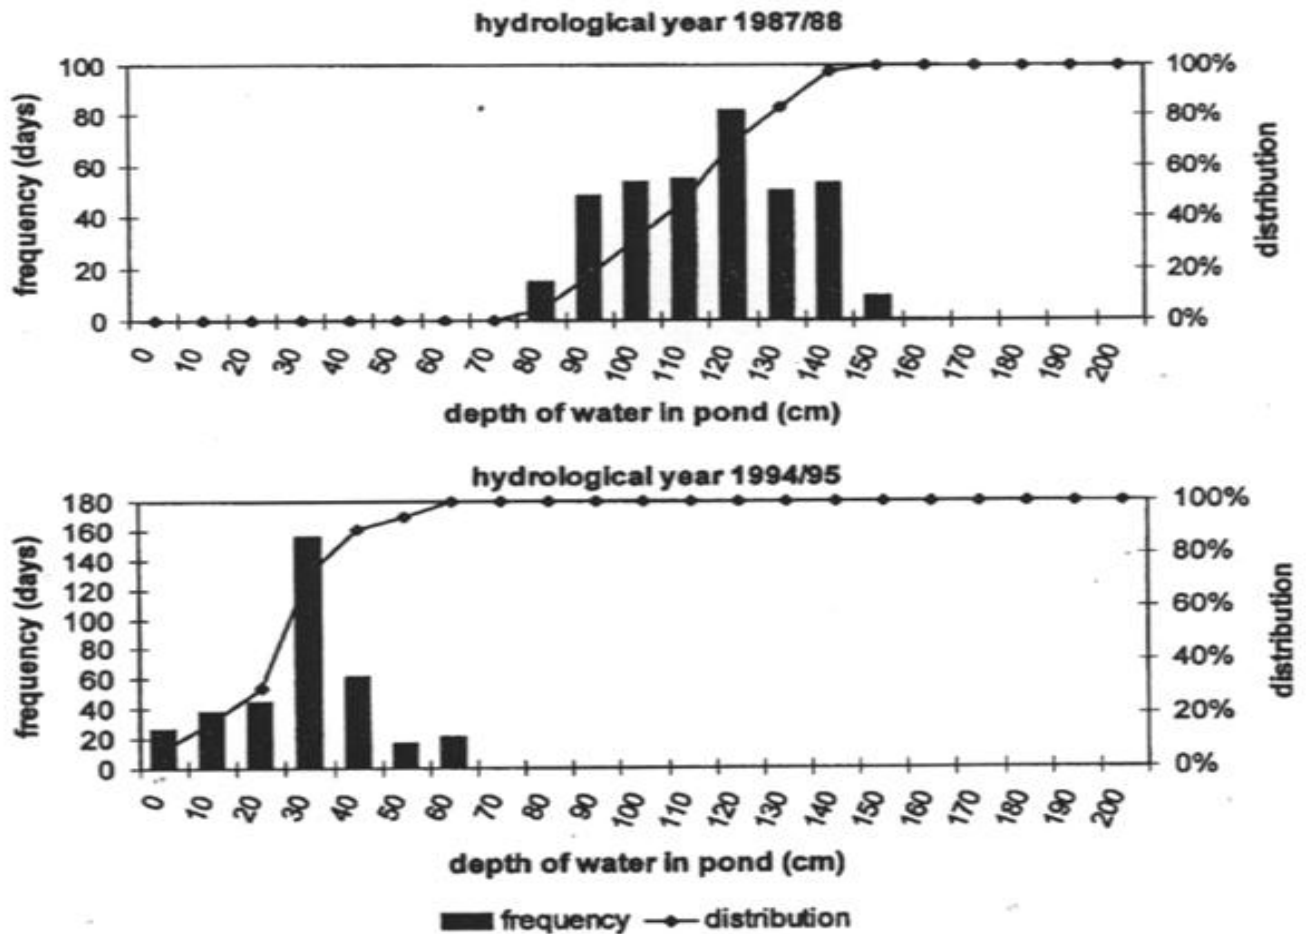 hydrological year 1987/88
frequency (days)
100
80
60
40
20
0
100%
80%
60%
40%
20%
0%
distribution
0 10 20 30 40 50 60 70 80 90 100 110 120 130 140 150 160 170 180 190 200
depth of water in pond (cm)
hydrological year 1994/95
frequency (days)
180
160
140
120
100
80
60
40
20
0
100%
80%
60%
40%
20%
0%
distribution
0 10 20 30 40 50 60 70 80 90 100 110 120 130 140 150 160 170 180 190 200
depth of water in pond (cm)
frequency distribution